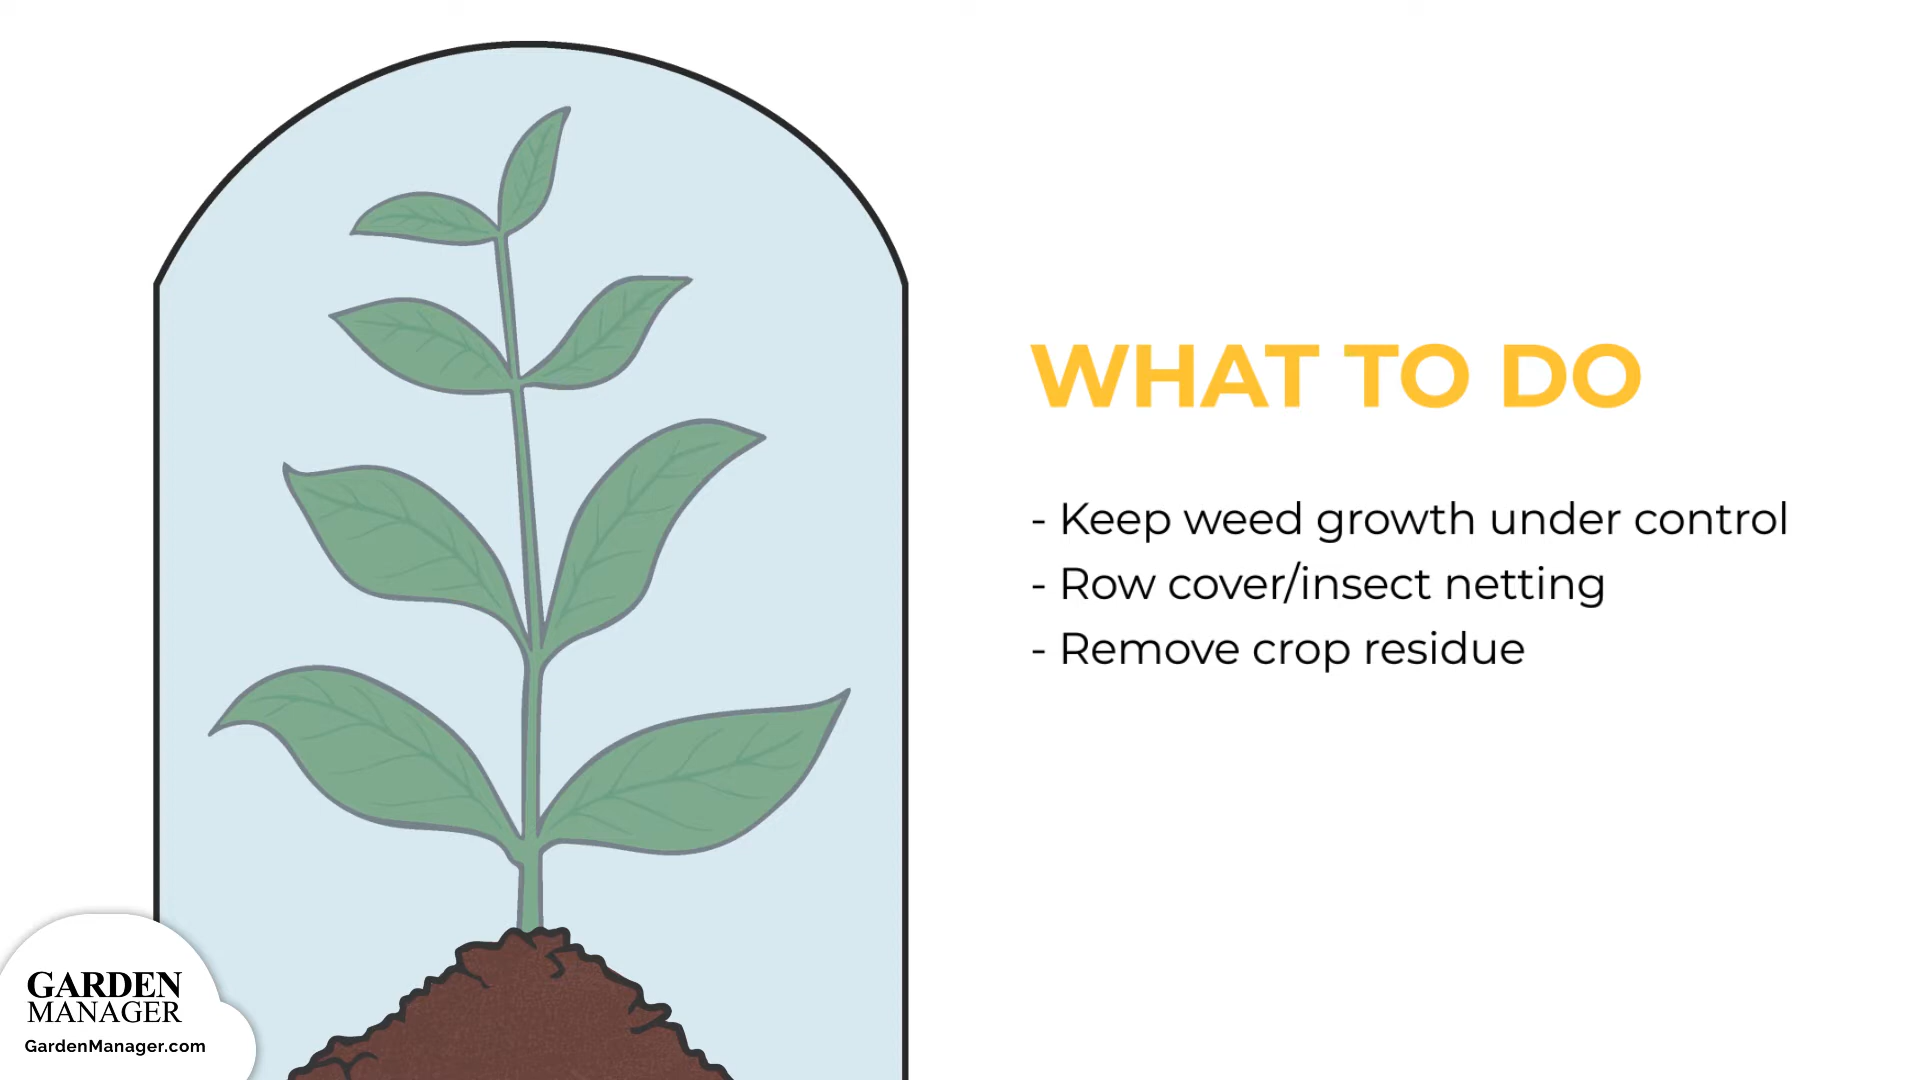 WHAT TO DO
- Keep weed growth under control
- Row cover/insect netting
- Remove crop residue
GARDEN
MANAGER
GardenManager.com